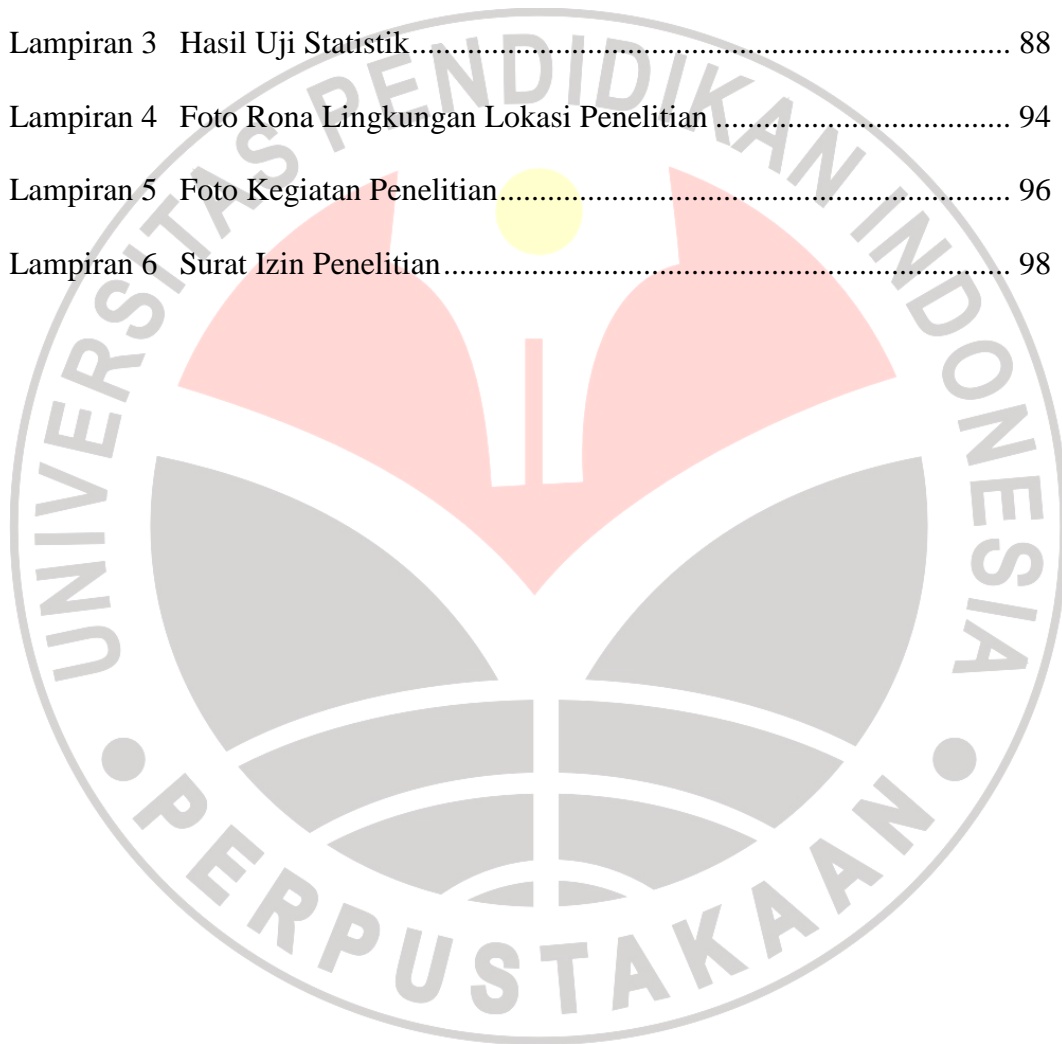 Lampiran 3 Hasil Uji Statistik........................................................................... 88
Lampiran 4 Foto Rona Lingkungan Lokasi Penelitian ..................................... 94
Lampiran 5 Foto Kegiatan Penelitian................................................................ 96
Lampiran 6 Surat Izin Penelitian....................................................................... 98
UNIVERSITAS PENDIDIKAN INDONESIA
PERPUSTAKAAN